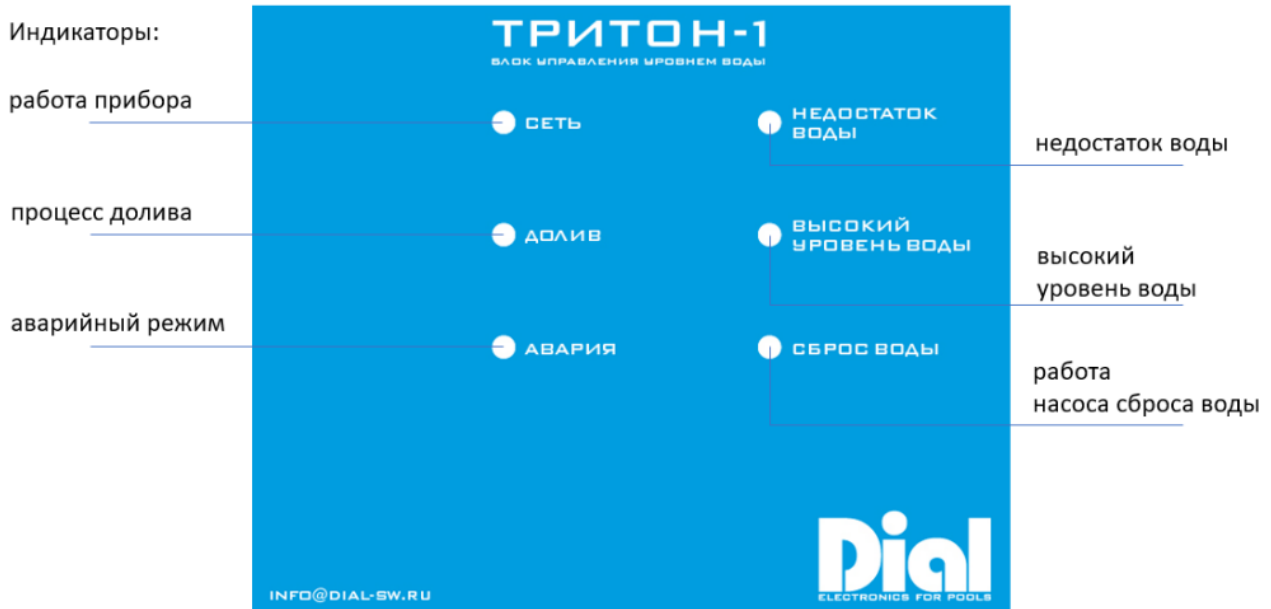 Индикаторы:
ТРИТОН-1
БЛОК УПРАВЛЕНИЯ УРОВНЕМ ВОДЫ
работа прибора
СЕТЬ
НЕДОСТАТОК
ВОДЫ
недостаток воды
процесс долива
ДОЛИВ
ВЫСОКИЙ
УРОВЕНЬ ВОДЫ
высокий
уровень воды
аварийный режим
АВАРИЯ
СБРОС ВОДЫ
работа
насоса сброса воды
Dial
ELECTRONICS FOR POOLS
INFO@DIAL-SW.RU